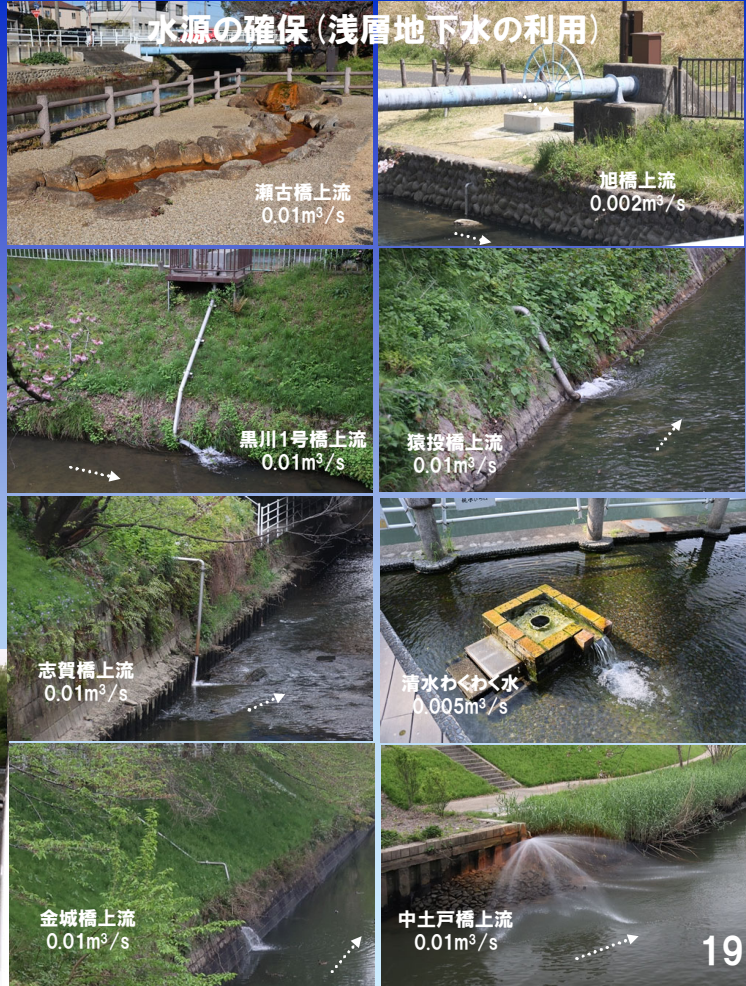 水源の確保(浅層地下水の利用)
瀬古橋上流
0.01m³/s
旭橋上流
0.002m³/s
黒川1号橋上流
0.01m³/s
猿投橋上流
0.01m³/s
志賀橋上流
0.01m³/s
清水わくわく水
0.005m³/s
金城橋上流
0.01m³/s
中土戸橋上流
0.01m³/s
19